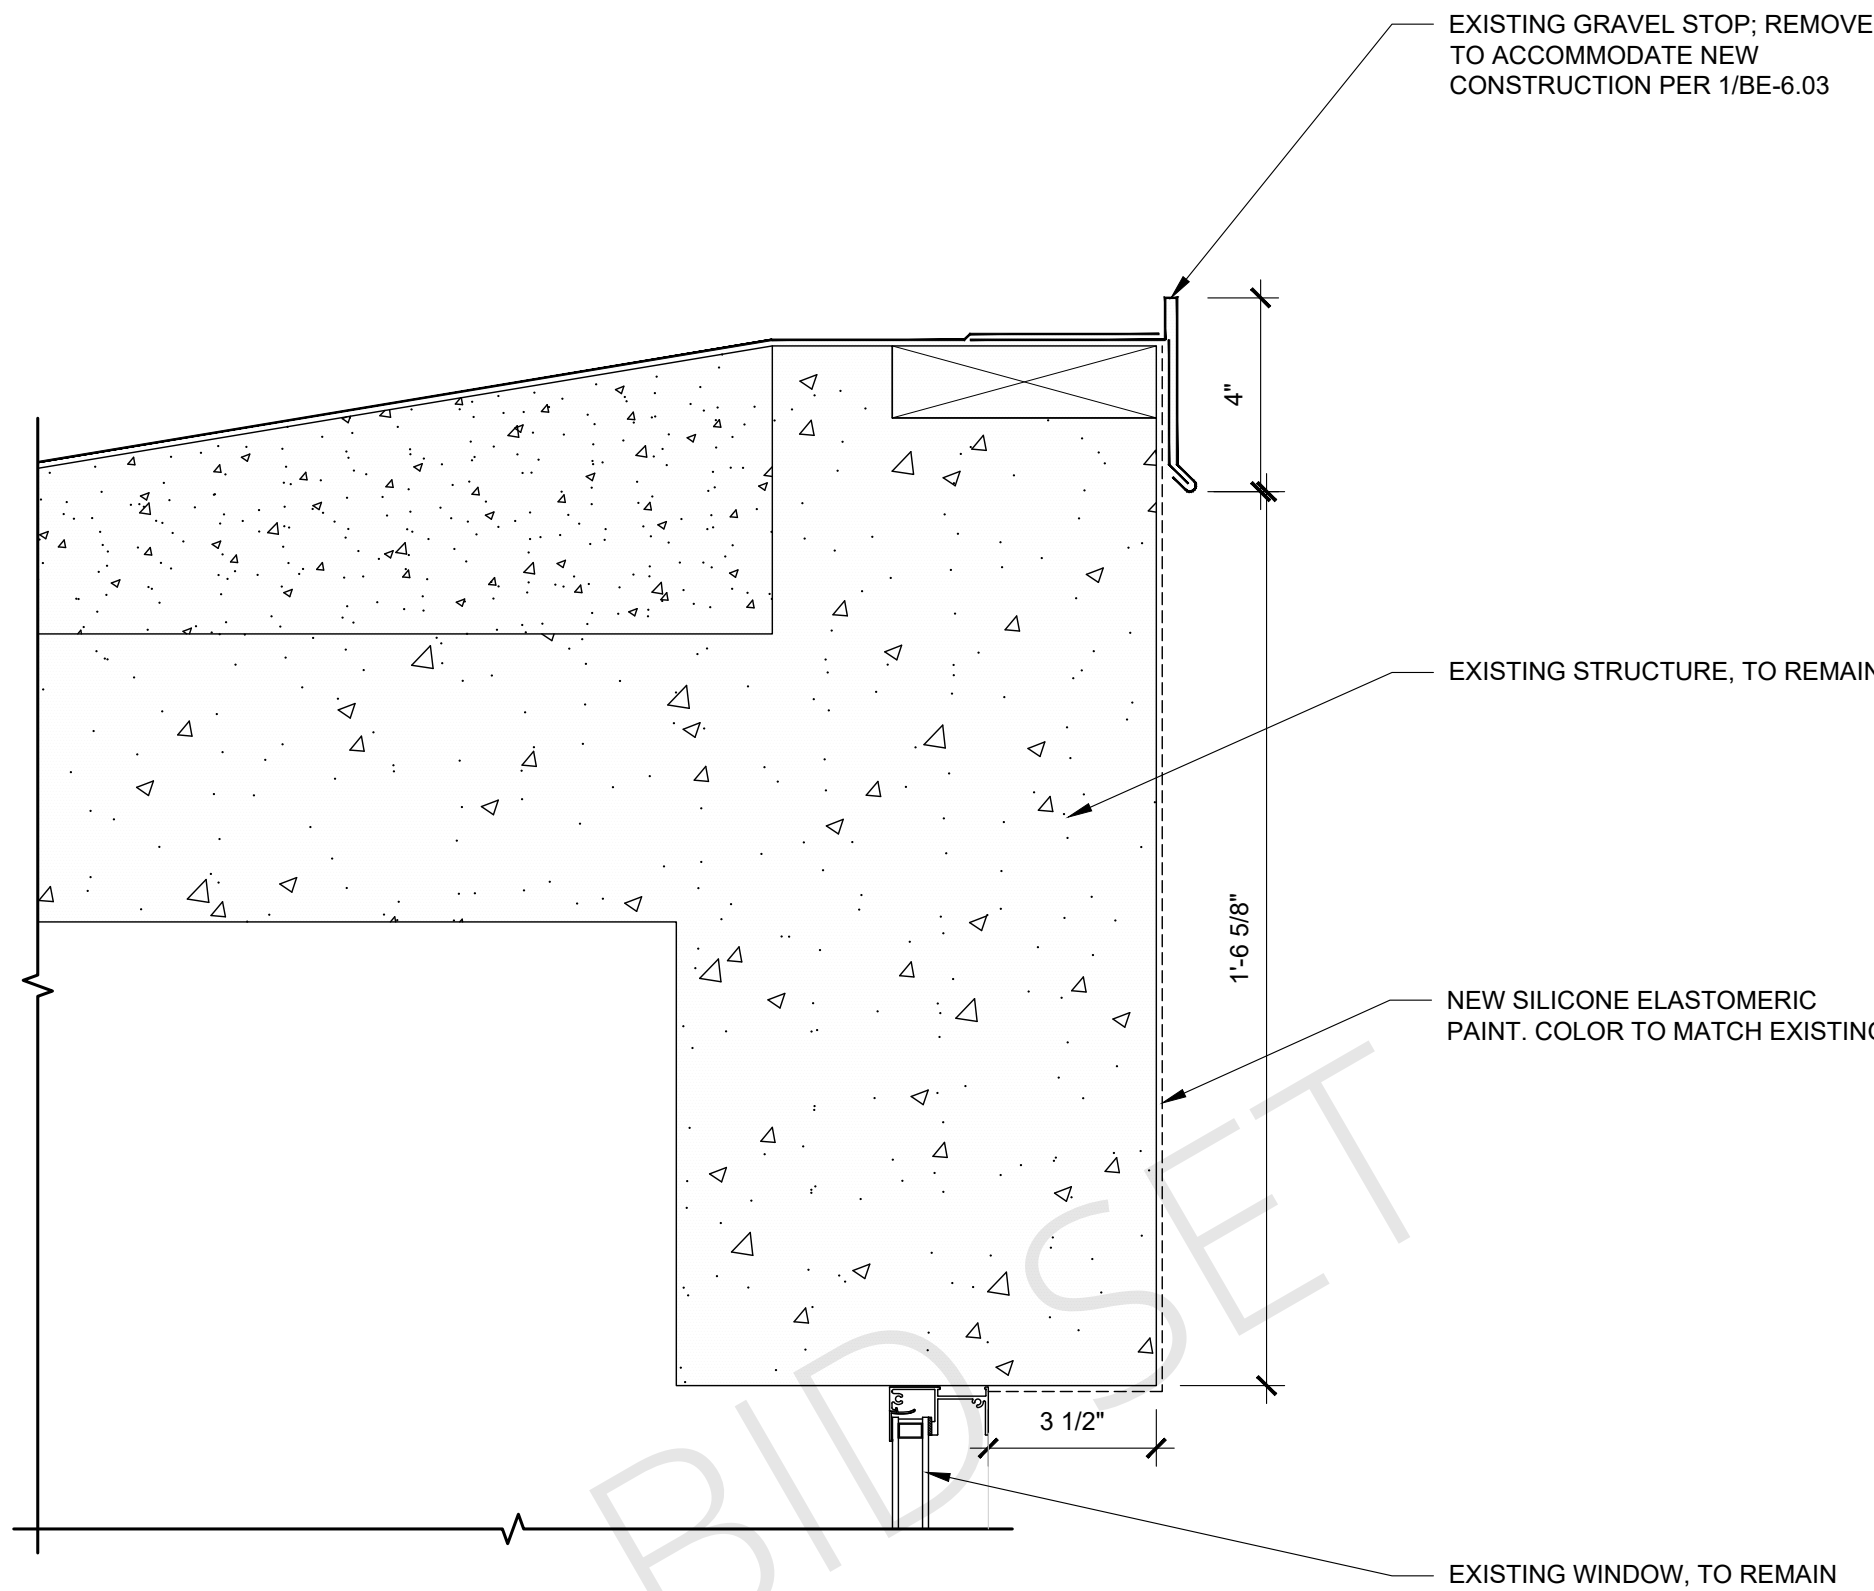 EXISTING GRAVEL STOP; REMOVE
TO ACCOMMODATE NEW
CONSTRUCTION PER 1/BE-6.03
4"
EXISTING STRUCTURE, TO REMAIN
1'-6 5/8"
NEW SILICONE ELASTOMERIC
PAINT. COLOR TO MATCH EXISTING
3 1/2"
BID SET
EXISTING WINDOW, TO REMAIN